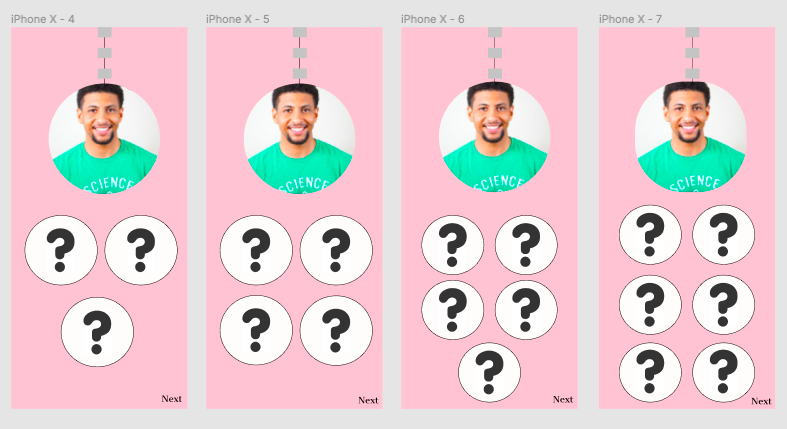 iPhone X - 4
iPhone X - 5
iPhone X - 6
iPhone X - 7
SCIENCE
SCIENCE
SCIENCE
SCIENCE
? ?
? ?
? ?
? ?
?
? ?
? ?
? ?
?
? ?
Next
Next
Next
Next